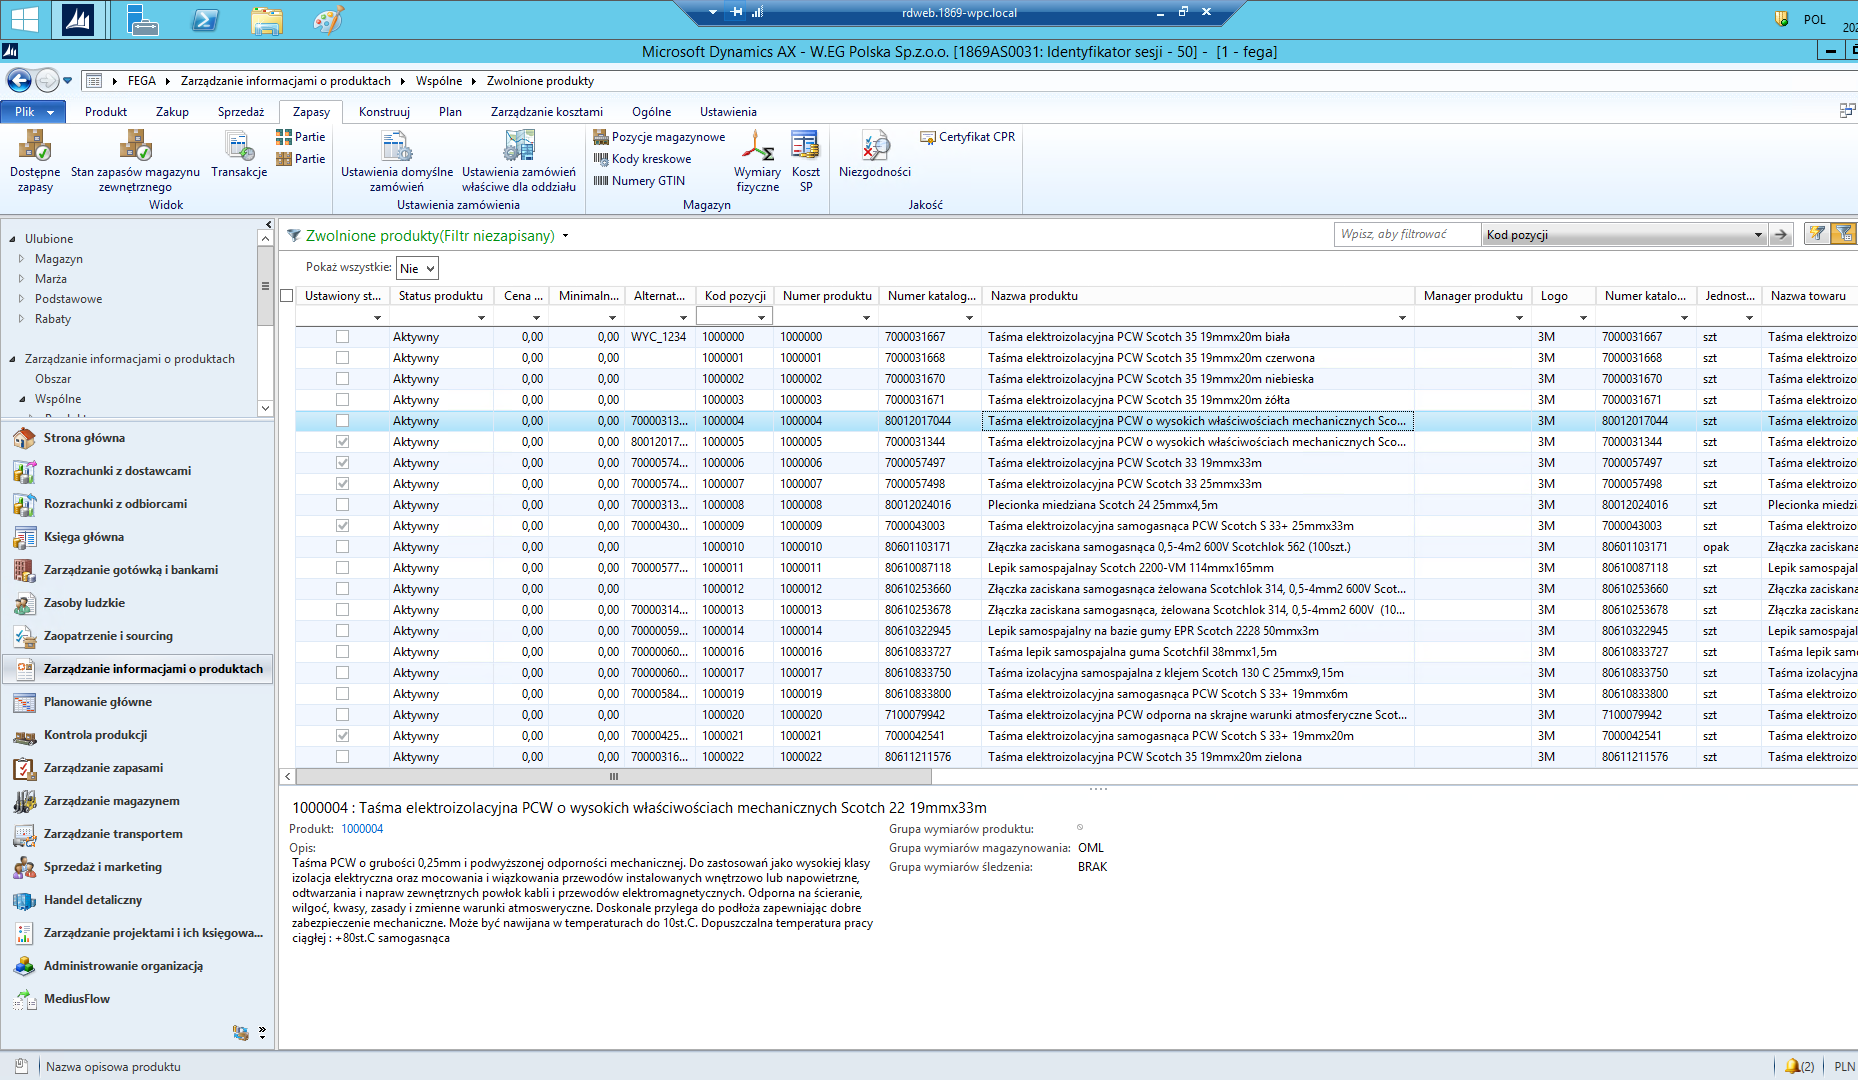 rdweb.1869-wpc.local
POL
Microsoft Dynamics AX - W.EG Polska Sp.z.o.o. [1869AS0031: Identyfikator sesji - 50] -  [1 - fega]
FEGA Zarządzanie informacjami o produktach Wspólne Zwolnione produkty
Plik Produkt Zakup Sprzedaż Zapasy Konstruuj Plan Zarządzanie kosztami Ogólne Ustawienia
Dostępne zapasy
Stan zapasów magazynu zewnętrznego
Transakcje
Partie
Partie
Widok
Ustawienia domyślne zamówień
Ustawienia zamówień właściwe dla oddziału
Ustawienia zamówienia
Pozycje magazynowe
Kody kreskowe
Numery GTIN
Wymiary fizyczne
Koszt SP
Magazyn
Niezgodności
Certyfikat CPR
Jakość
Ulubione
Magazyn
Marża
Podstawowe
Rabaty
Zarządzanie informacjami o produktach
Obszar
Wspólne
Strona główna
Rozrachunki z dostawcami
Rozrachunki z odbiorcami
Księga główna
Zarządzanie gotówką i bankami
Zasoby ludzkie
Zaopatrzenie i sourcing
Zarządzanie informacjami o produktach
Planowanie główne
Kontrola produkcji
Zarządzanie zapasami
Zarządzanie magazynem
Zarządzanie transportem
Sprzedaż i marketing
Handel detaliczny
Zarządzanie projektami i ich księgowa...
Administrowanie organizacją
MediusFlow
Zwolnione produkty(Filtr niezapisany)
Wpisz, aby filtrować
Kod pozycji
Pokaż wszystkie: Nie
Ustawiony st... Status produktu Cena ... Minimaln... Alternat... Kod pozycji Numer produktu Numer katalog... Nazwa produktu Manager produktu Logo Numer katalo... Jednost... Nazwa towaru
Aktywny 0,00 0,00 WYC_1234 1000000 1000000 7000031667 Taśma elektroizolacyjna PCW Scotch 35 19mmx20m biała 3M 7000031667 szt Taśma elektroizo
Aktywny 0,00 0,00 1000001 1000001 7000031668 Taśma elektroizolacyjna PCW Scotch 35 19mmx20m czerwona 3M 7000031668 szt Taśma elektroizo
Aktywny 0,00 0,00 1000002 1000002 7000031670 Taśma elektroizolacyjna PCW Scotch 35 19mmx20m niebieska 3M 7000031670 szt Taśma elektroizo
Aktywny 0,00 0,00 1000003 1000003 7000031671 Taśma elektroizolacyjna PCW Scotch 35 19mmx20m żółta 3M 7000031671 szt Taśma elektroizo
Aktywny 0,00 0,00 70000313... 1000004 1000004 80012017044 Taśma elektroizolacyjna PCW o wysokich właściwościach mechanicznych Sco... 3M 80012017044 szt Taśma elektroizo
Aktywny 0,00 0,00 80012017... 1000005 1000005 7000031344 Taśma elektroizolacyjna PCW o wysokich właściwościach mechanicznych Sco... 3M 7000031344 szt Taśma elektroizo
Aktywny 0,00 0,00 70000574... 1000006 1000006 7000057497 Taśma elektroizolacyjna PCW Scotch 33 19mmx33m 3M 7000057497 szt Taśma elektroizo
Aktywny 0,00 0,00 70000574... 1000007 1000007 7000057498 Taśma elektroizolacyjna PCW Scotch 33 25mmx33m 3M 7000057498 szt Taśma elektroizo
Aktywny 0,00 0,00 70000313... 1000008 1000008 80012024016 Plecionka miedziana Scotch 24 25mmx4,5m 3M 80012024016 szt Plecionka miedzi
Aktywny 0,00 0,00 70000430... 1000009 1000009 7000043003 Taśma elektroizolacyjna samogasnąca PCW Scotch S 33+ 25mmx33m 3M 7000043003 szt Taśma elektroizo
Aktywny 0,00 0,00 1000010 1000010 80601103171 Złączka zaciskana samogasnąca 0,5-4m2 600V Scotchlok 562 (100szt.) 3M 80601103171 opak Złączka zaciskana
Aktywny 0,00 0,00 70000577... 1000011 1000011 80610087118 Lepik samospajalnay Scotch 2200-VM 114mmx165mm 3M 80610087118 szt Lepik samospajal
Aktywny 0,00 0,00 1000012 1000012 80610253660 Złączka zaciskana samogasnąca żelowana Scotchlok 314, 0,5-4mm2 600V Scot... 3M 80610253660 szt Złączka zaciskana
Aktywny 0,00 0,00 70000314... 1000013 1000013 80610253678 Złączka zaciskana samogasnąca, żelowana Scotchlok 314, 0,5-4mm2 600V  (10... 3M 80610253678 szt Złączka zaciskana
Aktywny 0,00 0,00 70000059... 1000014 1000014 80610322945 Lepik samospajalny na bazie gumy EPR Scotch 2228 50mmx3m 3M 80610322945 szt Lepik samospajal
Aktywny 0,00 0,00 70000060... 1000016 1000016 80610833727 Taśma lepik samospajalna guma Scotchfil 38mmx1,5m 3M 80610833727 szt Taśma lepik sam
Aktywny 0,00 0,00 70000060... 1000017 1000017 80610833750 Taśma izolacyjna samospajalna z klejem Scotch 130 C 25mmx9,15m 3M 80610833750 szt Taśma izolacyjna
Aktywny 0,00 0,00 70000584... 1000019 1000019 80610833800 Taśma elektroizolacyjna samogasnąca PCW Scotch S 33+ 19mmx6m 3M 80610833800 szt Taśma elektroizo
Aktywny 0,00 0,00 1000020 1000020 7100079942 Taśma elektroizolacyjna PCW odporna na skrajne warunki atmosferyczne Scot... 3M 7100079942 szt Taśma elektroizo
Aktywny 0,00 0,00 70000425... 1000021 1000021 7000042541 Taśma elektroizolacyjna samogasnąca PCW Scotch S 33+ 19mmx20m 3M 7000042541 szt Taśma elektroizo
Aktywny 0,00 0,00 70000316... 1000022 1000022 80611211576 Taśma elektroizolacyjna PCW Scotch 35 19mmx20m zielona 3M 80611211576 szt Taśma elektroizo
1000004 : Taśma elektroizolacyjna PCW o wysokich właściwościach mechanicznych Scotch 22 19mmx33m
Produkt: 1000004
Opis:
Taśma PCW o grubości 0,25mm i podwyższonej odporności mechanicznej. Do zastosowań jako wysokiej klasy
izolacja elektryczna oraz mocowania i wiązkowania przewodów instalowanych wnętrzowo lub napowietrzne,
odtwarzania i napraw zewnętrznych powłok kabli i przewodów elektromagnetycznych. Odporna na ścieranie,
wilgoć, kwasy, zasady i zmienne warunki atmosweryczne. Doskonale przylega do podłoża zapewniając dobre
zabezpieczenie mechaniczne. Może być nawijana w temperaturach do 10st.C. Dopuszczalna temperatura pracy
ciągłej : +80st.C samogasnąca
Grupa wymiarów produktu:
Grupa wymiarów magazynowania: OML
Grupa wymiarów śledzenia: BRAK
Nazwa opisowa produktu
(2) PLN